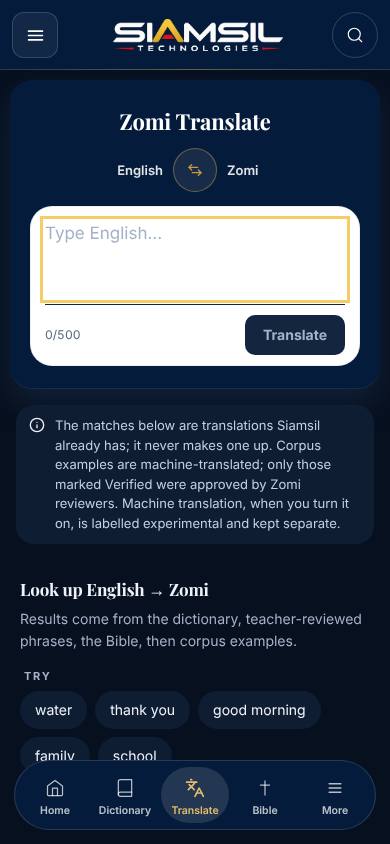 SIAMSIL
TECHNOLOGIES
Zomi Translate
English
Zomi
Type English...
0/500
Translate
The matches below are translations Siamsil
already has; it never makes one up. Corpus
examples are machine-translated; only those
marked Verified were approved by Zomi
reviewers. Machine translation, when you turn it
on, is labelled experimental and kept separate.
Look up English → Zomi
Results come from the dictionary, teacher-reviewed
phrases, the Bible, then corpus examples.
TRY
water
thank you
good morning
family
school
Home
Dictionary
Translate
Bible
More